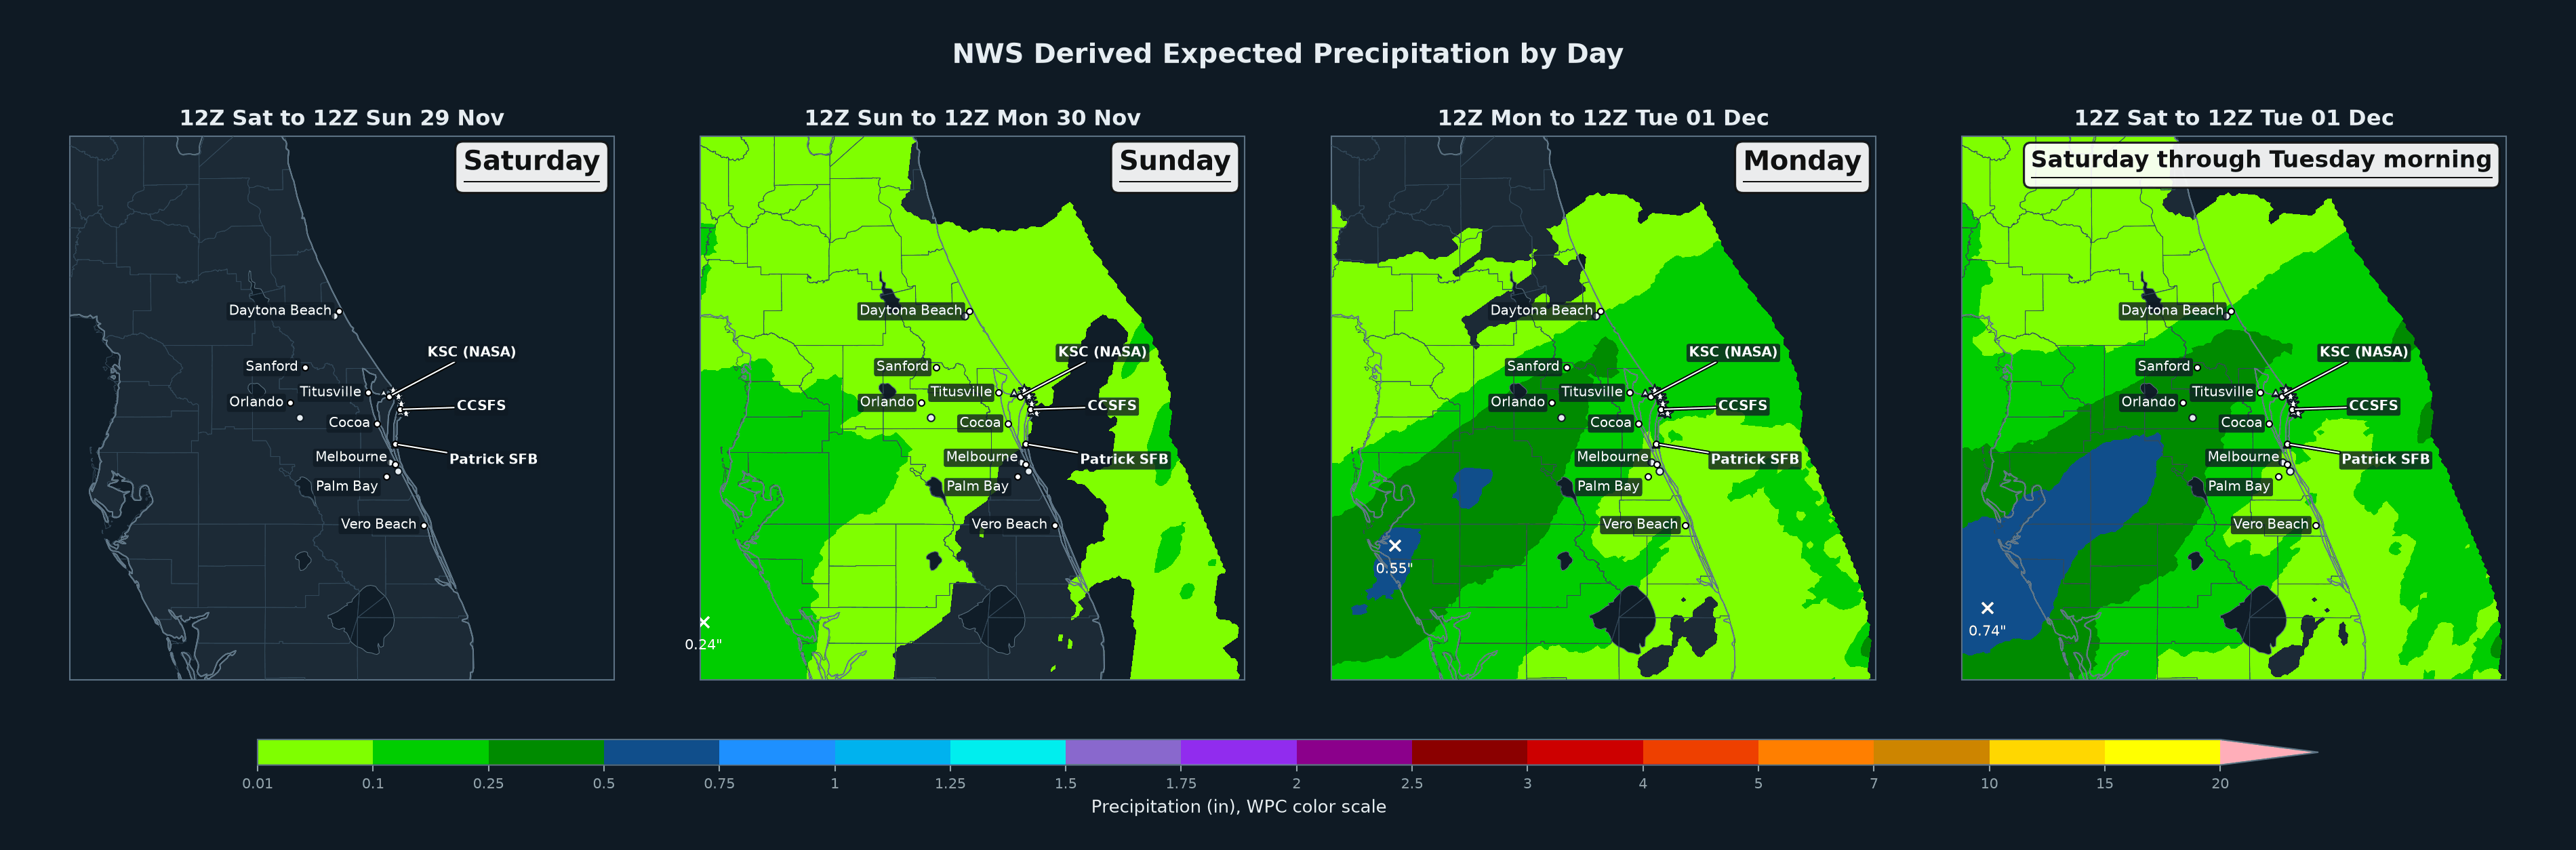 NWS Derived Expected Precipitation by Day
12Z Sat to 12Z Sun 29 Nov
Saturday
Daytona Beach
KSC (NASA)
Sanford
Titusville
Orlando
CCSFS
Cocoa
Melbourne
Patrick SFB
Palm Bay
Vero Beach
12Z Sun to 12Z Mon 30 Nov
Sunday
Daytona Beach
KSC (NASA)
Sanford
Titusville
Orlando
CCSFS
Cocoa
Melbourne
Patrick SFB
Palm Bay
Vero Beach
0.24"
12Z Mon to 12Z Tue 01 Dec
Monday
Daytona Beach
KSC (NASA)
Sanford
Titusville
Orlando
CCSFS
Cocoa
Melbourne
Patrick SFB
Palm Bay
Vero Beach
0.55"
12Z Sat to 12Z Tue 01 Dec
Saturday through Tuesday morning
Daytona Beach
KSC (NASA)
Sanford
Titusville
Orlando
CCSFS
Cocoa
Melbourne
Patrick SFB
Palm Bay
Vero Beach
0.74"
0.01 0.1 0.25 0.5 0.75 1 1.25 1.5 1.75 2 2.5 3 4 5 7 10 15 20
Precipitation (in), WPC color scale